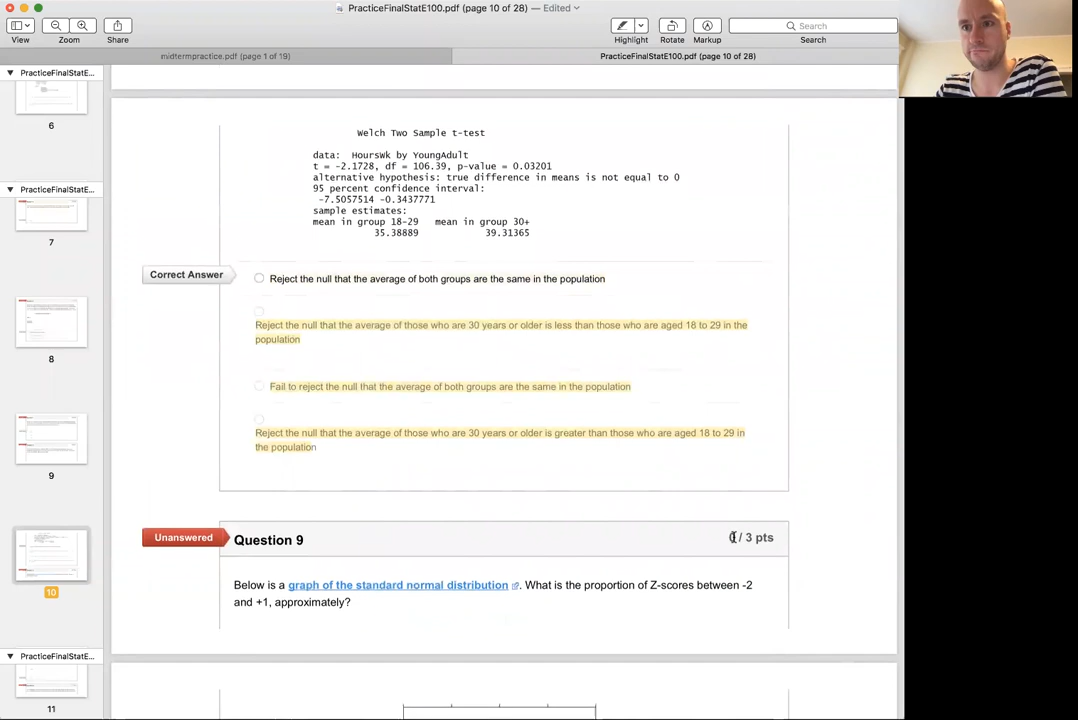 PracticeFinalStatE100.pdf (page 10 of 28) — Edited
View
Zoom
Share
Highlight
Rotate
Markup
Search
Search
midtermpractice.pdf (page 1 of 19)
PracticeFinalStatE100.pdf (page 10 of 28)
PracticeFinalStatE...
6
PracticeFinalStatE...
7
8
9
10
PracticeFinalStatE...
11
Welch Two Sample t-test
data: HoursWk by YoungAdult
t = -2.1728, df = 106.39, p-value = 0.03201
alternative hypothesis: true difference in means is not equal to 0
95 percent confidence interval:
-7.5057514 -0.3437771
sample estimates:
mean in group 18-29 mean in group 30+
35.38889 39.31365
Correct Answer
Reject the null that the average of both groups are the same in the population
Reject the null that the average of those who are 30 years or older is less than those who are aged 18 to 29 in the
population
Fail to reject the null that the average of both groups are the same in the population
Reject the null that the average of those who are 30 years or older is greater than those who are aged 18 to 29 in
the population
Unanswered
Question 9
0 / 3 pts
Below is a graph of the standard normal distribution. What is the proportion of Z-scores between -2
and +1, approximately?